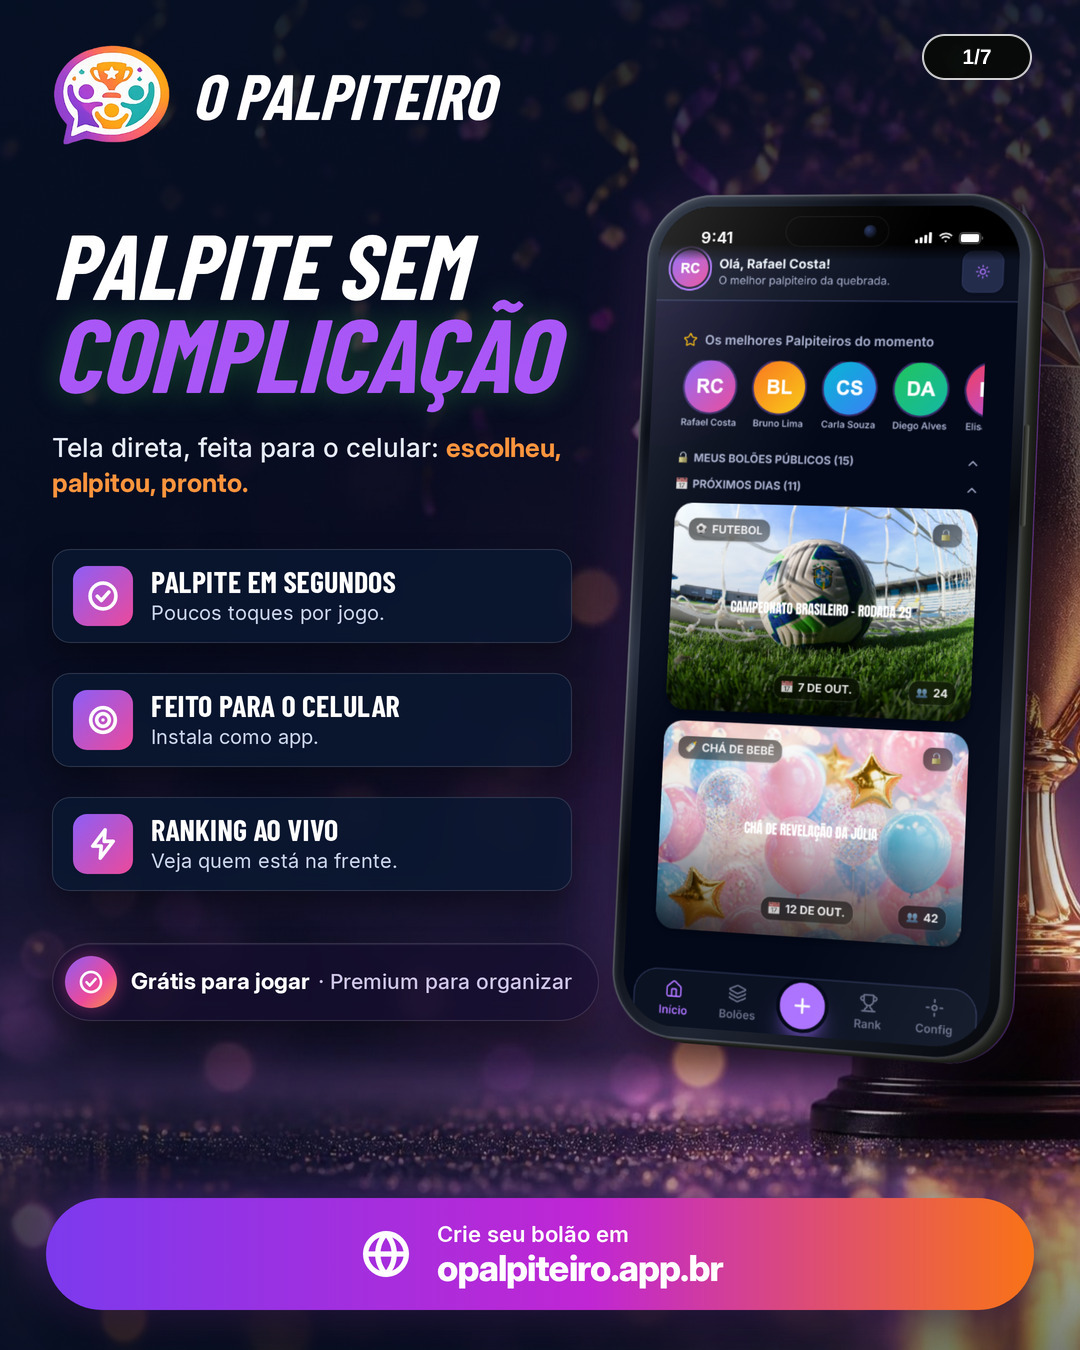 O PALPITEIRO
1/7
PALPITE SEM
COMPLICAÇÃO
Tela direta, feita para o celular: escolheu,
palpitou, pronto.
PALPITE EM SEGUNDOS
Poucos toques por jogo.
FEITO PARA O CELULAR
Instala como app.
RANKING AO VIVO
Veja quem está na frente.
Grátis para jogar · Premium para organizar
9:41
RC
Olá, Rafael Costa!
O melhor palpiteiro da quebrada.
Os melhores Palpiteiros do momento
RC BL CS DA
Rafael Costa Bruno Lima Carla Souza Diego Alves Elis
MEUS BOLÕES PÚBLICOS (15)
PRÓXIMOS DIAS (11)
FUTEBOL
CAMPEONATO BRASILEIRO - RODADA 29
7 DE OUT.
24
CHÁ DE BEBÊ
CHÁ DE REVELAÇÃO DA JÚLIA
12 DE OUT.
42
Início Bolões + Rank Config
Crie seu bolão em
opalpiteiro.app.br